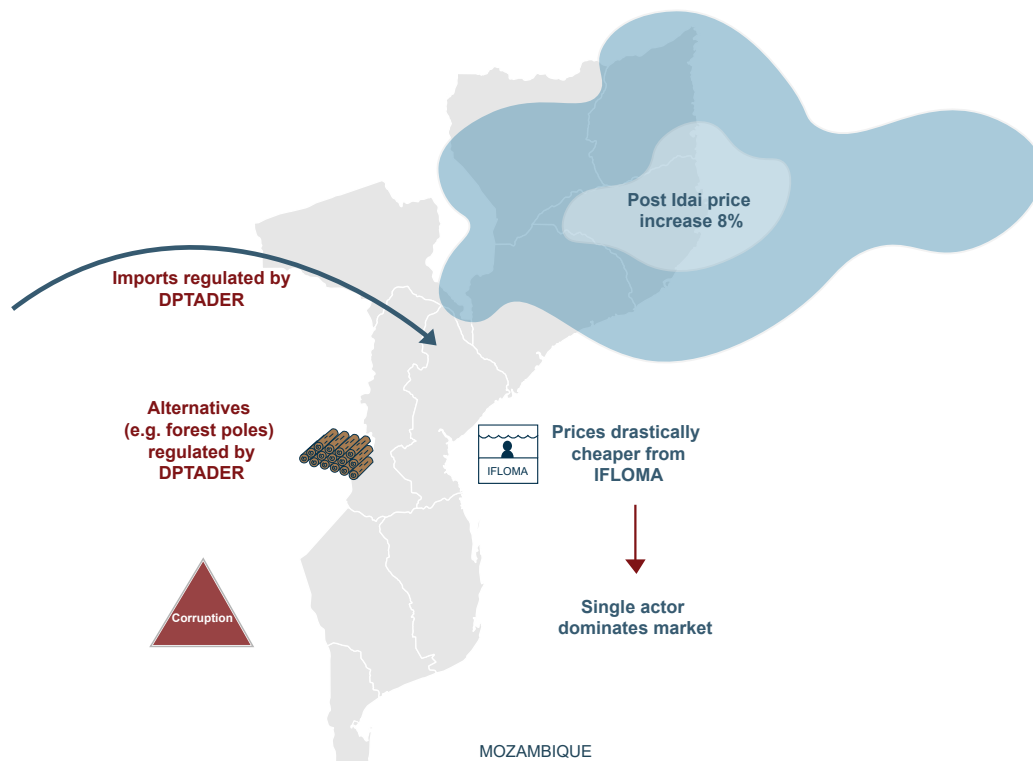 Post Idai price
increase 8%
Imports regulated by
DPTADER
Alternatives
(e.g. forest poles)
regulated by
DPTADER
IFLOMA
Prices drastically
cheaper from
IFLOMA
Corruption
Single actor
dominates market
MOZAMBIQUE